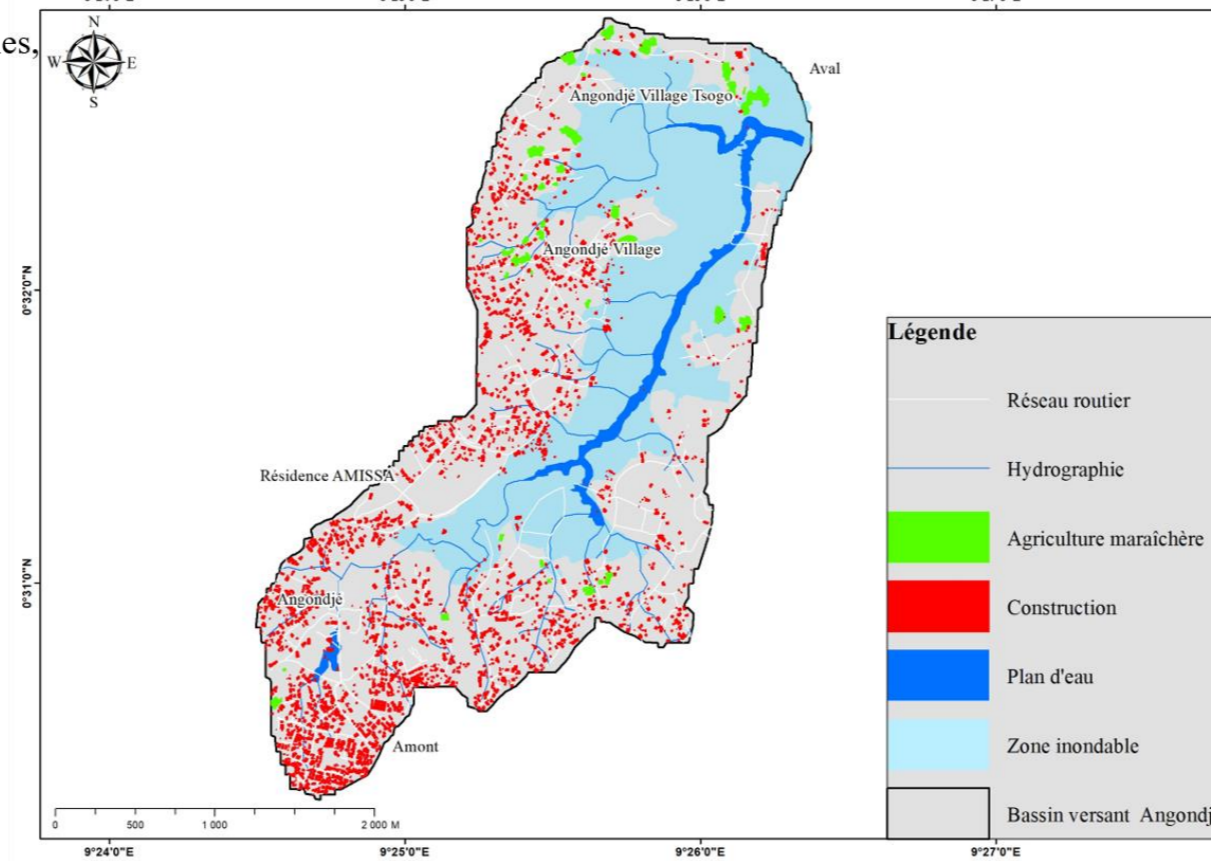 es,
N
W E
S
Aval
Angondjé Village Tsogo
Angondjé Village
0°32'0"N
Légende
Réseau routier
Résidence AMISSA
Hydrographie
Agriculture maraîchère
0°31'0"N
Angondjé
Construction
Plan d'eau
Amont
Zone inondable
Bassin versant Angondj
0 500 1 000 2 000 M
9°24'0"E 9°25'0"E 9°26'0"E 9°27'0"E